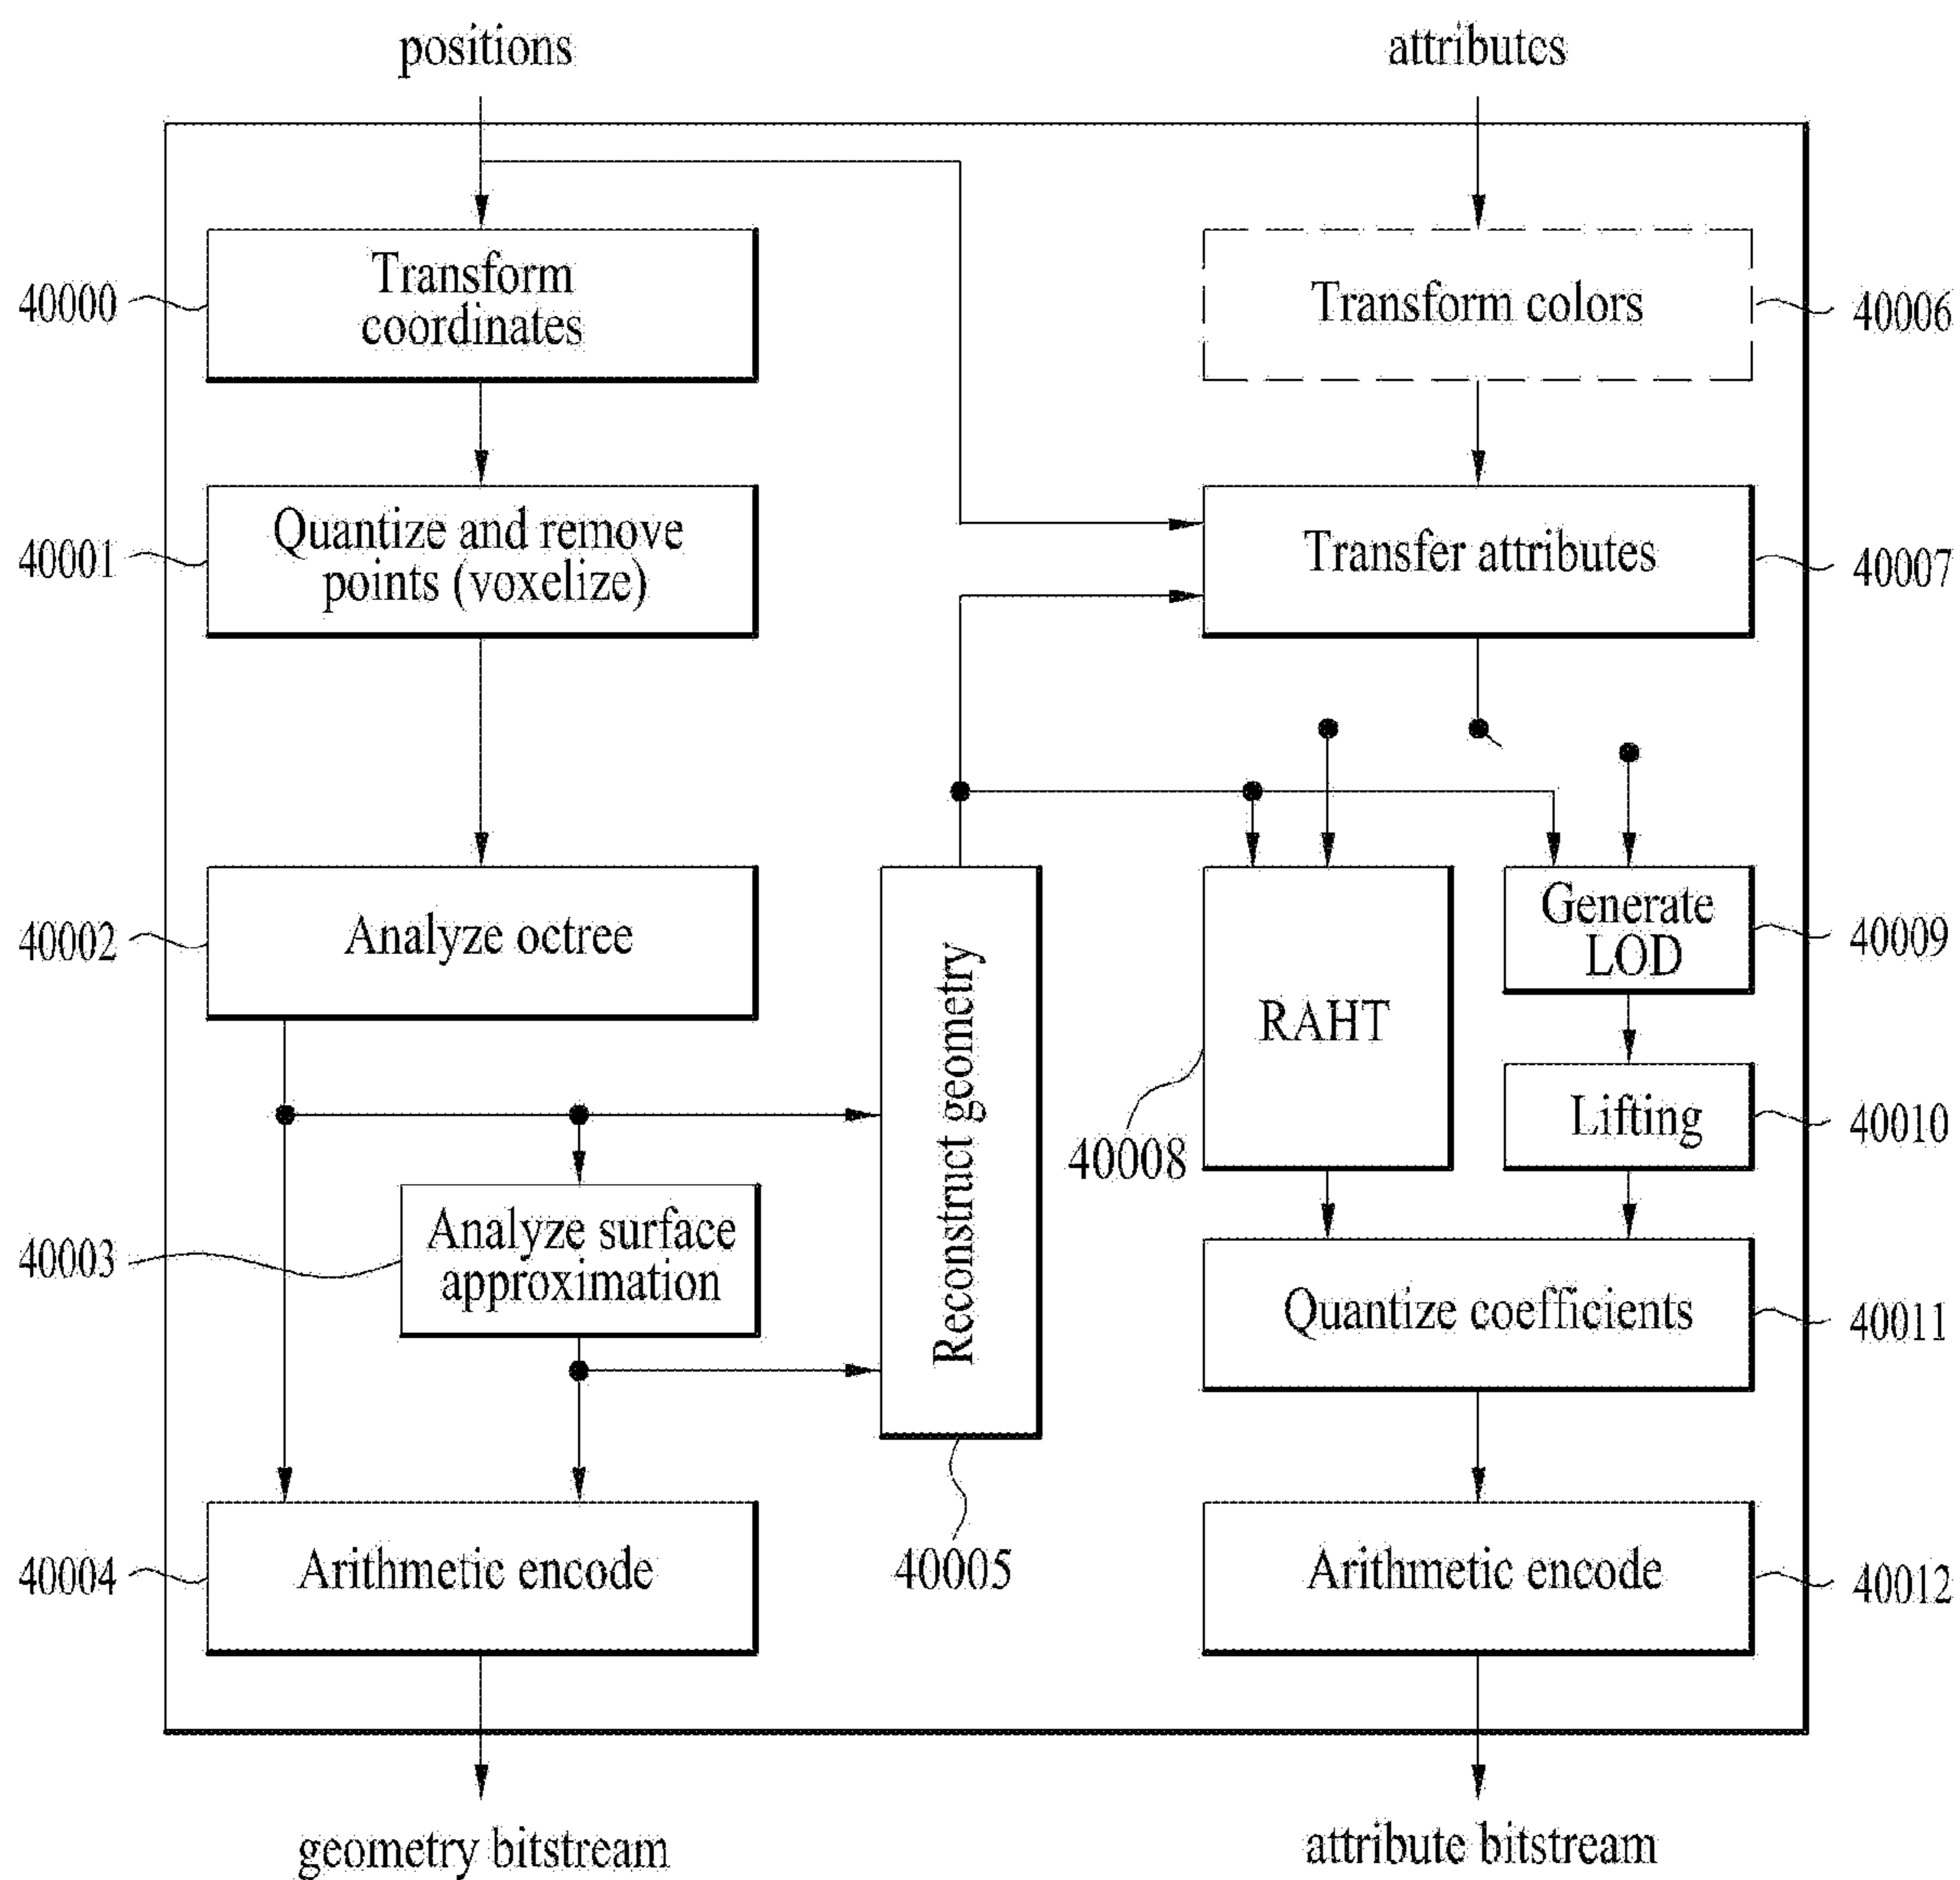 positions
attributes
Transform
coordinates
40000
Transform colors
40006
Quantize and remove
points (voxelize)
40001
Transfer attributes
40007
Analyze octree
40002
Reconstruct geometry
40005
RAHT
40008
Generate
LOD
40009
Lifting
40010
Analyze surface
approximation
40003
Quantize coefficients
40011
Arithmetic encode
40004
Arithmetic encode
40012
geometry bitstream
attribute bitstream